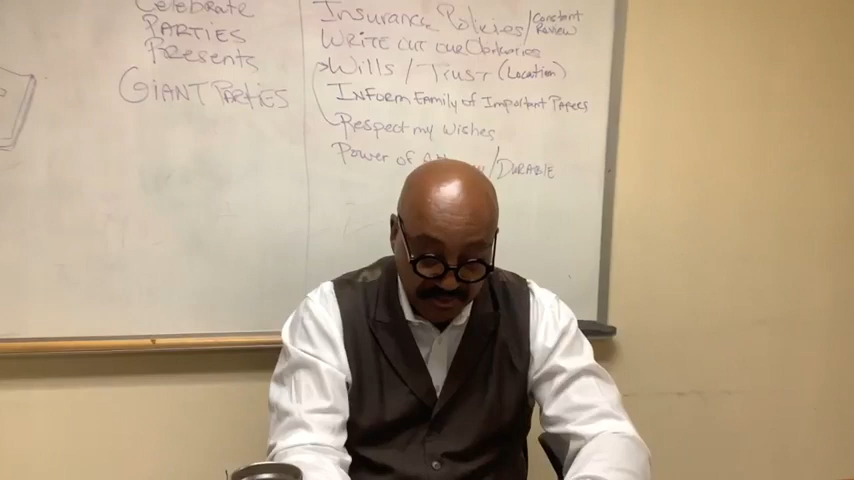 Celebrate
PARTIES
Presents
GIANT PARTIES
Insurance Policies/Constant Review
WRITE OUT OUR Obituaries
Wills / Trust (Location)
INFORM Family of Important Papers
Respect my Wishes
Power of /DURABLE